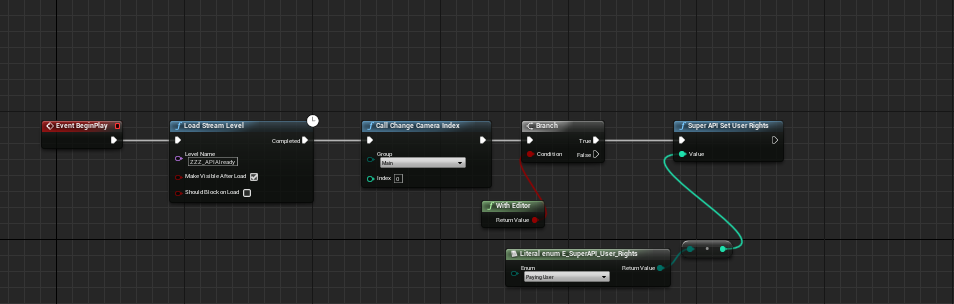 Event BeginPlay
Load Stream Level
Completed
Level Name
ZZZ_APIAlready
Make Visible After Load
Should Block on Load
Call Change Camera Index
Group
Main
Index 0
Branch
True
Condition False
With Editor
Return Value
Super API Set User Rights
Value
Literal enum E_SuperAPI_User_Rights
Enum Return Value
Paying User